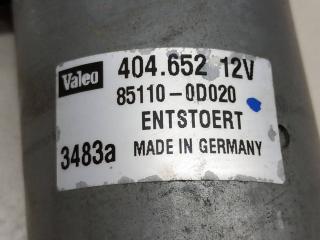 Valeo 404.652 12V
85110-0D020
ENTSTOERT
3483a MADE IN GERMANY